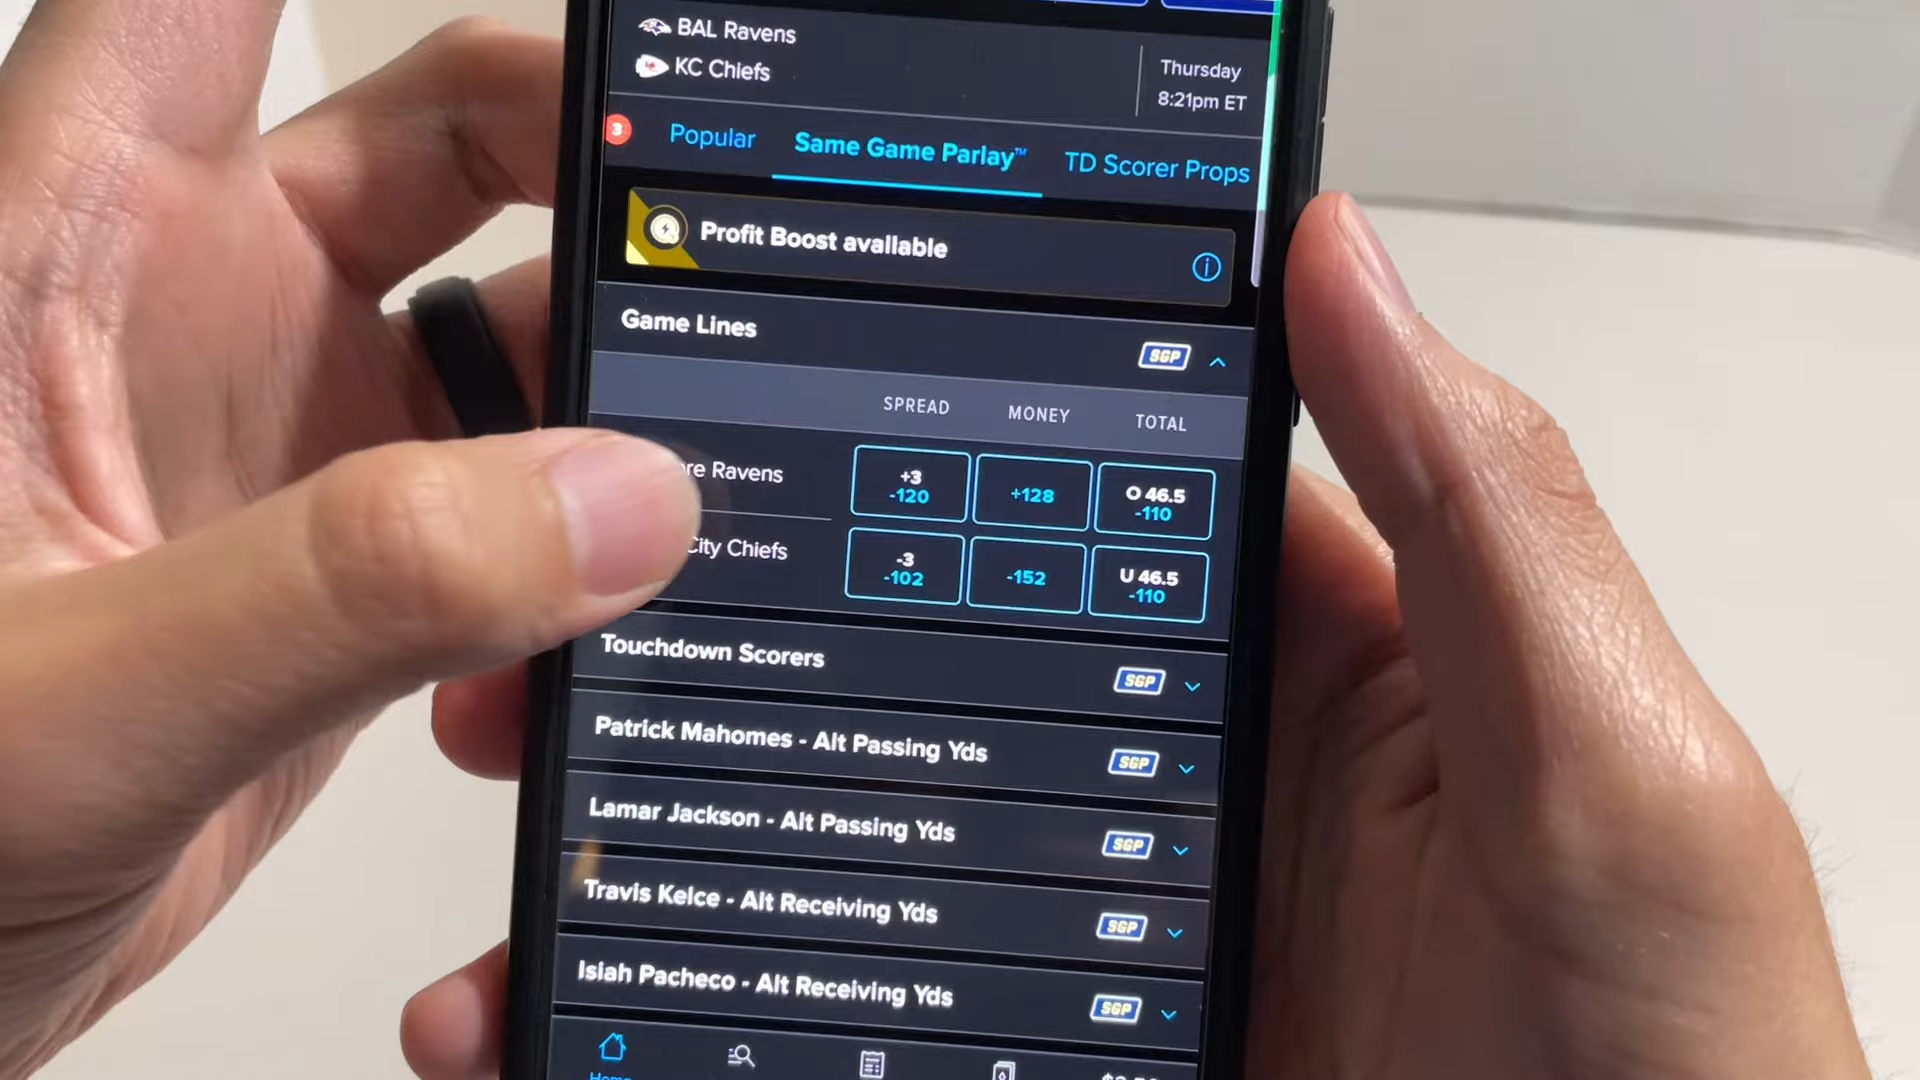 BAL Ravens
KC Chiefs
Thursday
8:21pm ET
3
Popular
Same Game Parlay™
TD Scorer Props
Profit Boost available
Game Lines
SGP
SPREAD
MONEY
TOTAL
re Ravens
+3
-120
+128
O 46.5
-110
City Chiefs
-3
-102
-152
U 46.5
-110
Touchdown Scorers
SGP
Patrick Mahomes - Alt Passing Yds
SGP
Lamar Jackson - Alt Passing Yds
SGP
Travis Kelce - Alt Receiving Yds
SGP
Isiah Pacheco - Alt Receiving Yds
SGP
Home